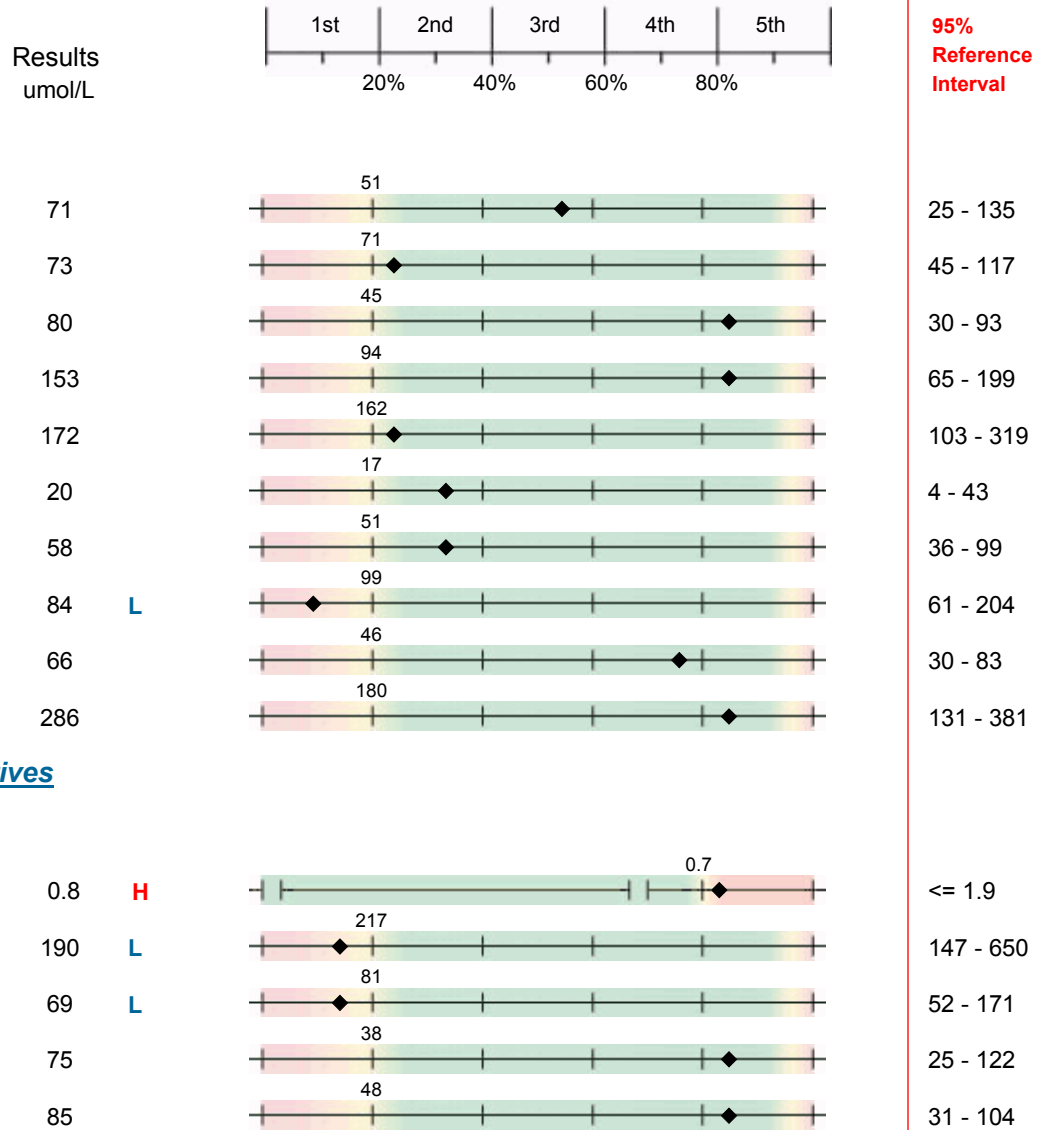 1st 2nd 3rd 4th 5th
95%
Reference
Interval
Results
umol/L
20% 40% 60% 80%
51
71 25 - 135
71
73 45 - 117
45
80 30 - 93
94
153 65 - 199
162
172 103 - 319
17
20 4 - 43
51
58 36 - 99
99
84 L 61 - 204
46
66 30 - 83
180
286 131 - 381
ives
0.7
0.8 H <= 1.9
217
190 L 147 - 650
81
69 L 52 - 171
38
75 25 - 122
48
85 31 - 104